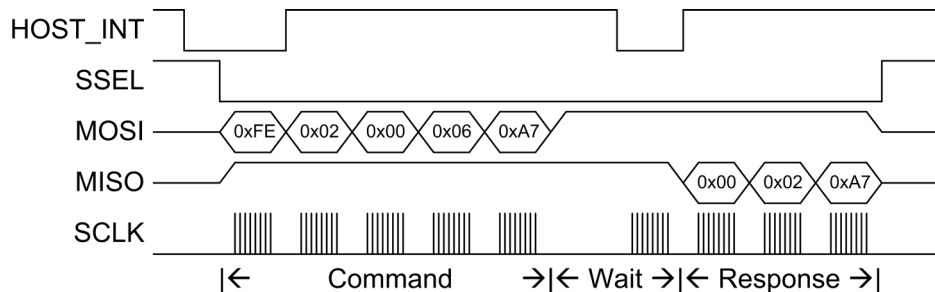 HOST_INT
SSEL
MOSI 0xFE 0x02 0x00 0x06 0xA7
MISO 0x00 0x02 0xA7
SCLK
Command Wait Response